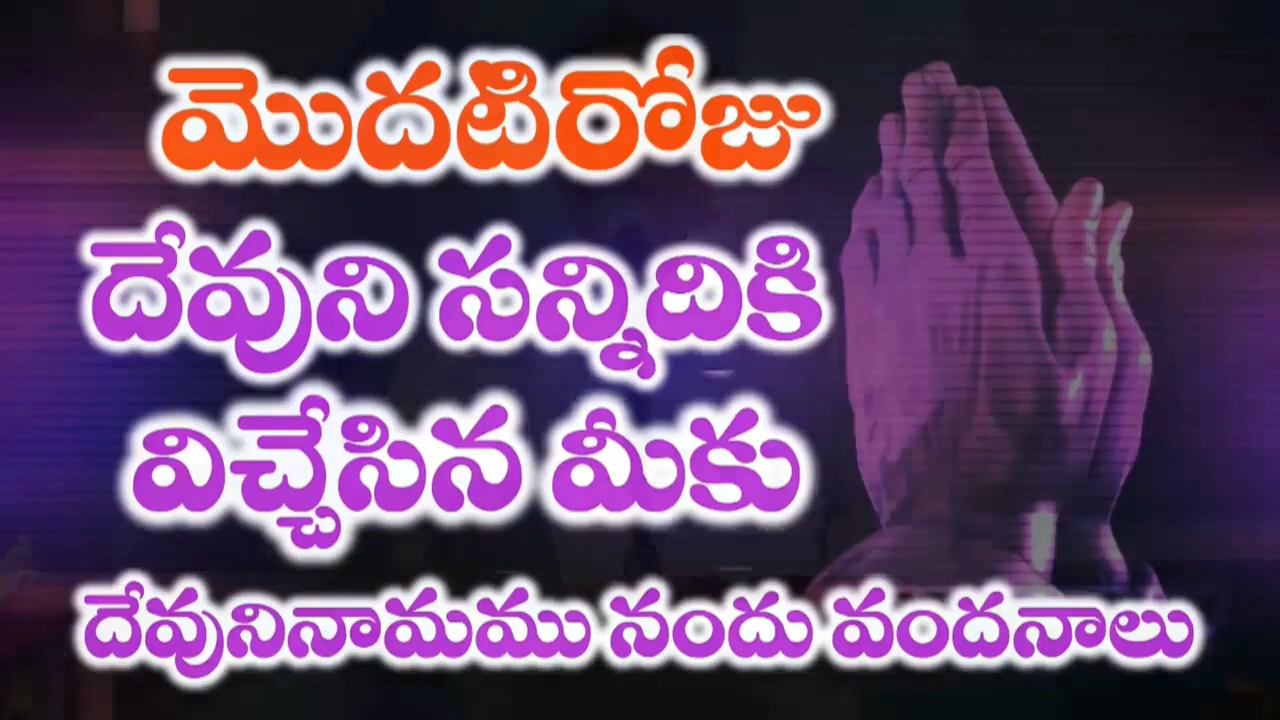 మొదటిరోజు
దేవుని సన్నిదికి
విచ్చేసిన మీకు
దేవునినామము నందు వందనాలు